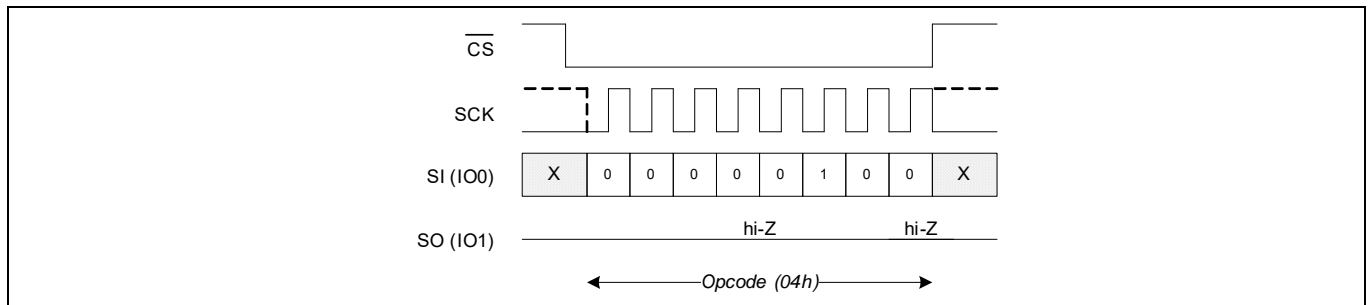 CS
SCK
SI (IO0) X 0 0 0 0 0 1 0 0 X
SO (IO1) hi-Z hi-Z
Opcode (04h)